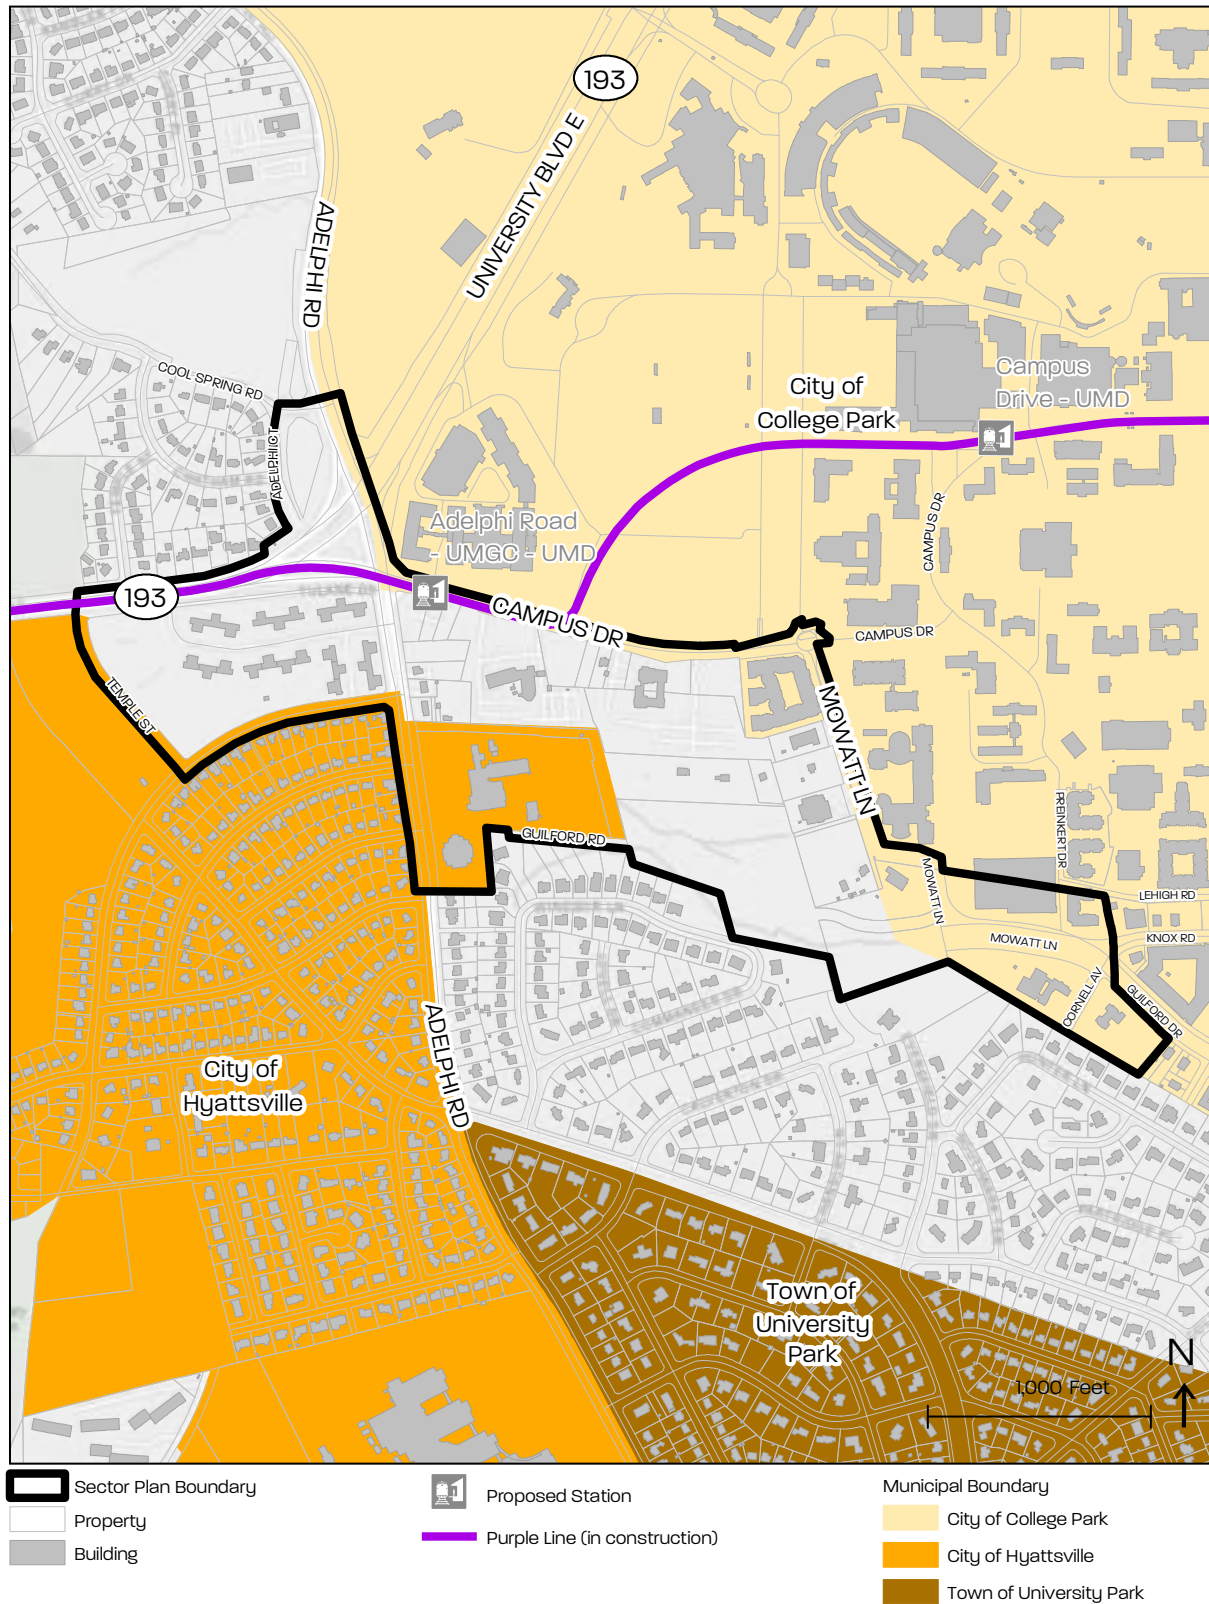 193
UNIVERSITY BLVD E
ADELPHI RD
COOL SPRING RD
ADELPHI CT
City of
College Park
Campus
Drive - UMD
CAMPUS DR
Adelphi Road
- UMGC - UMD
193
CAMPUS DR
CAMPUS DR
TEMPLE ST
MOWATT LN
PREINKERT DR
GUILFORD RD
MOWATT LN
LEHIGH RD
MOWATT LN
KNOX RD
CORNELL AV
GUILFORD DR
ADELPHI RD
City of
Hyattsville
Town of
University
Park
N
1,000 Feet
Sector Plan Boundary
Property
Building
Proposed Station
Purple Line (in construction)
Municipal Boundary
City of College Park
City of Hyattsville
Town of University Park